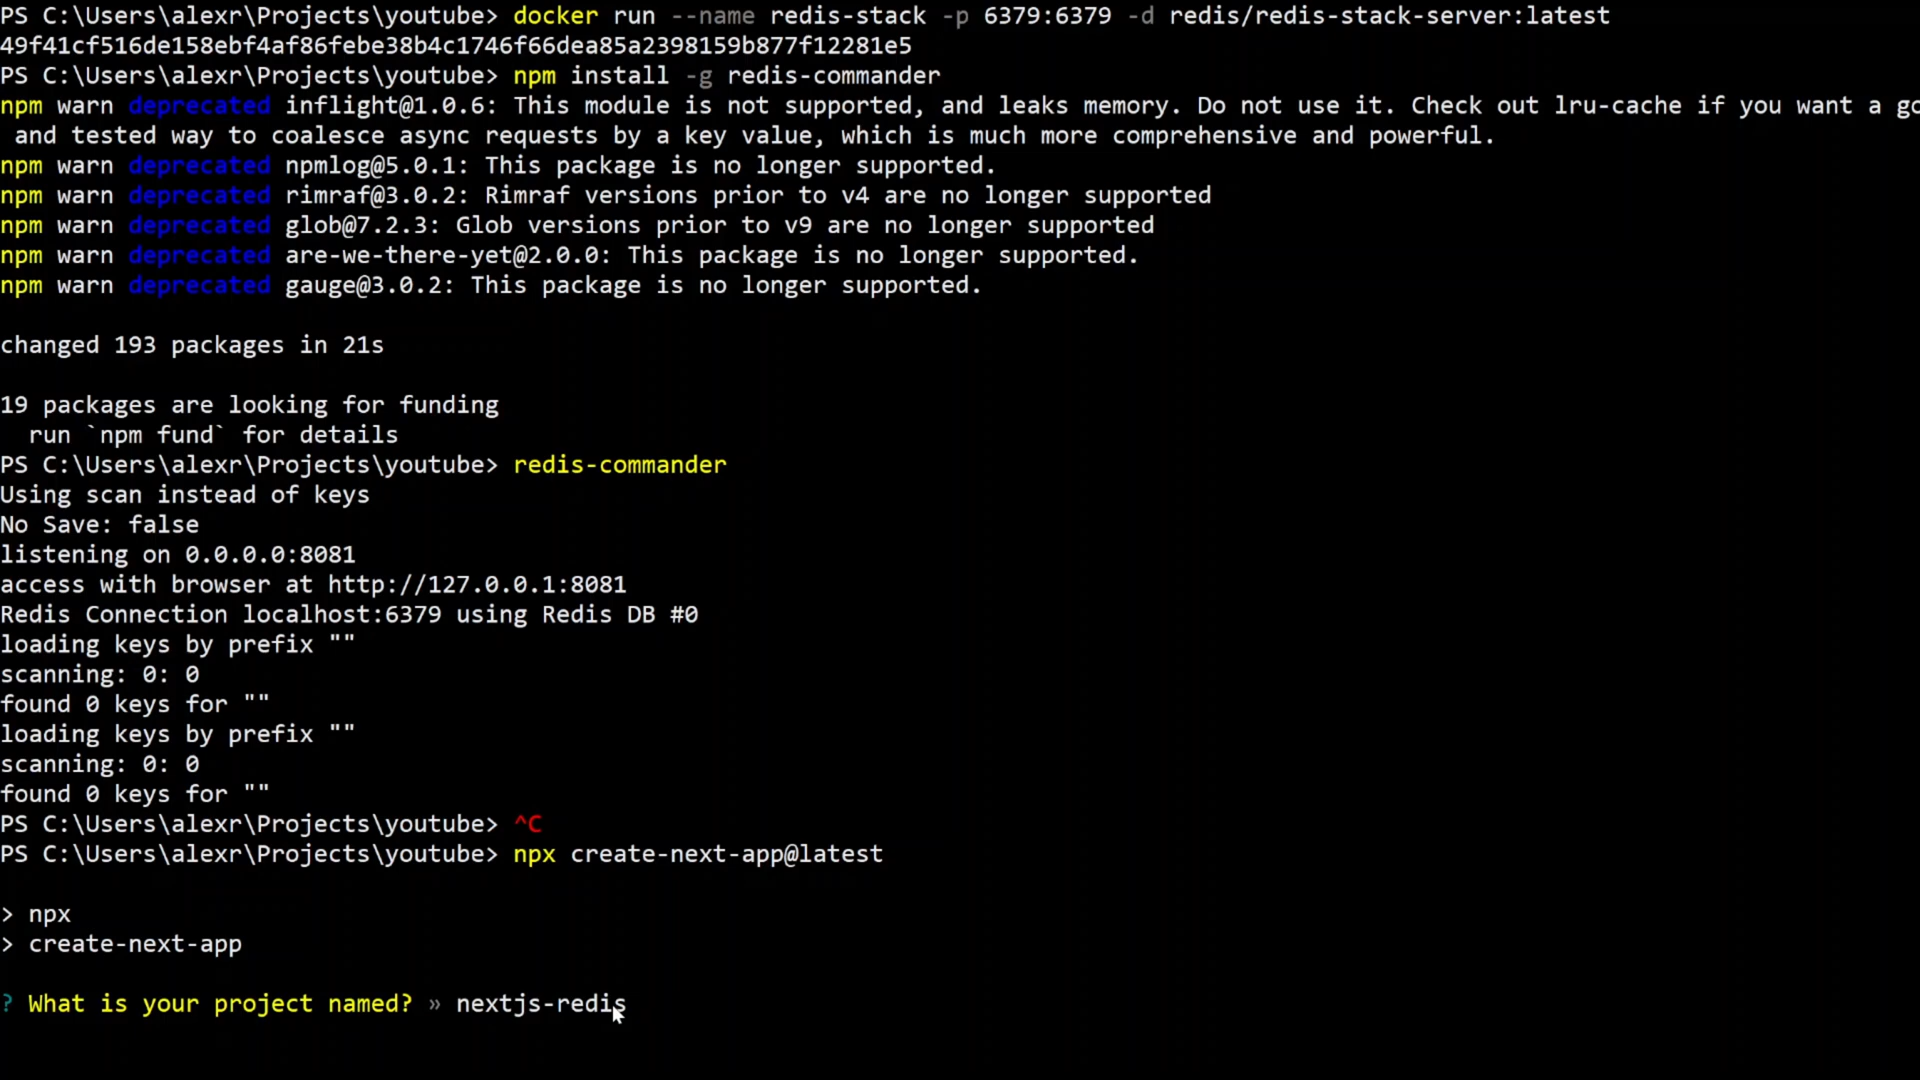 PS C:\Users\alexr\Projects\youtube> docker run --name redis-stack -p 6379:6379 -d redis/redis-stack-server:latest
49f41cf516de158ebf4af86febe38b4c1746f66dea85a2398159b877f12281e5
PS C:\Users\alexr\Projects\youtube> npm install -g redis-commander
npm warn deprecated inflight@1.0.6: This module is not supported, and leaks memory. Do not use it. Check out lru-cache if you want a go
and tested way to coalesce async requests by a key value, which is much more comprehensive and powerful.
npm warn deprecated npmlog@5.0.1: This package is no longer supported.
npm warn deprecated rimraf@3.0.2: Rimraf versions prior to v4 are no longer supported
npm warn deprecated glob@7.2.3: Glob versions prior to v9 are no longer supported
npm warn deprecated are-we-there-yet@2.0.0: This package is no longer supported.
npm warn deprecated gauge@3.0.2: This package is no longer supported.
changed 193 packages in 21s
19 packages are looking for funding
run `npm fund` for details
PS C:\Users\alexr\Projects\youtube> redis-commander
Using scan instead of keys
No Save: false
listening on 0.0.0.0:8081
access with browser at http://127.0.0.1:8081
Redis Connection localhost:6379 using Redis DB #0
loading keys by prefix ""
scanning: 0: 0
found 0 keys for ""
loading keys by prefix ""
scanning: 0: 0
found 0 keys for ""
PS C:\Users\alexr\Projects\youtube> ^C
PS C:\Users\alexr\Projects\youtube> npx create-next-app@latest
> npx
> create-next-app
? What is your project named? » nextjs-redis